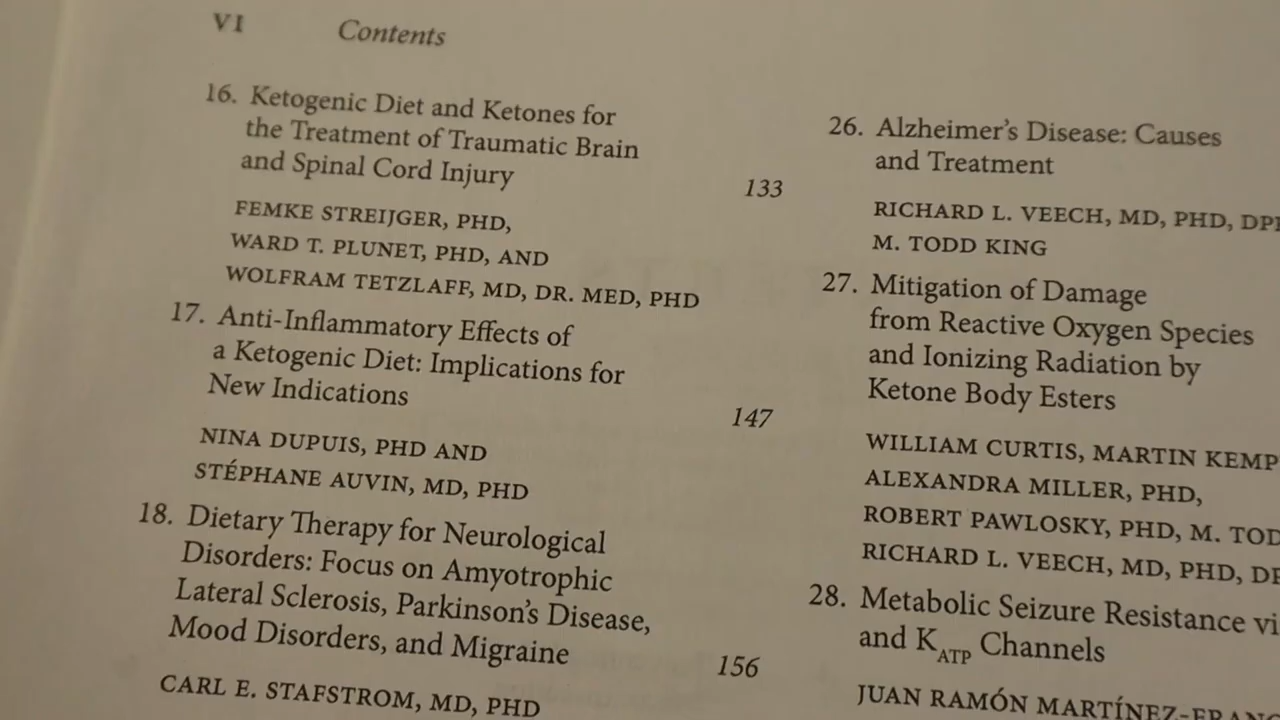 VI Contents
16. Ketogenic Diet and Ketones for
the Treatment of Traumatic Brain
and Spinal Cord Injury 133
FEMKE STREIJGER, PHD,
WARD T. PLUNET, PHD, AND
WOLFRAM TETZLAFF, MD, DR. MED, PHD
17. Anti-Inflammatory Effects of
a Ketogenic Diet: Implications for
New Indications 147
NINA DUPUIS, PHD AND
STÉPHANE AUVIN, MD, PHD
18. Dietary Therapy for Neurological
Disorders: Focus on Amyotrophic
Lateral Sclerosis, Parkinson's Disease,
Mood Disorders, and Migraine 156
CARL E. STAFSTROM, MD, PHD
26. Alzheimer's Disease: Causes
and Treatment
RICHARD L. VEECH, MD, PHD,
M. TODD KING
27. Mitigation of Damage
from Reactive Oxygen Species
and Ionizing Radiation by
Ketone Body Esters
WILLIAM CURTIS, MARTIN KEMP
ALEXANDRA MILLER, PHD,
ROBERT PAWLOSKY, PHD, M.
RICHARD L. VEECH, MD, PHD,
28. Metabolic Seizure Resistance
and KATP Channels
JUAN RAMÓN